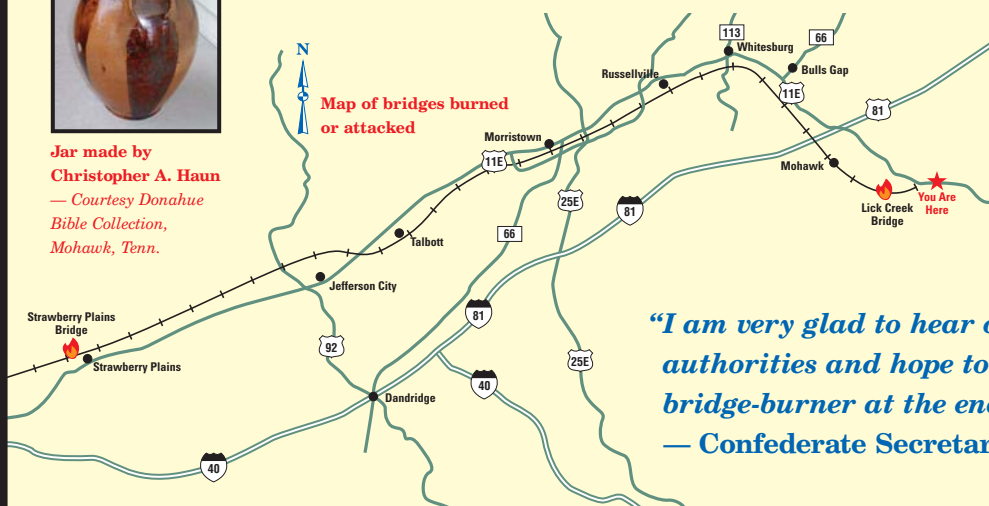 Jar made by
Christopher A. Haun
— Courtesy Donahue
Bible Collection,
Mohawk, Tenn.
N
Map of bridges burned
or attacked
113
Whitesburg
66
Bulls Gap
Russellville
11E
81
Morristown
11E
Mohawk
25E
81
Lick Creek
Bridge
You Are
Here
66
Talbott
Jefferson City
81
Strawberry Plains
Bridge
Strawberry Plains
92
25E
40
Dandridge
40
“I am very glad to hear
authorities and hope to
bridge-burner at the
— Confederate